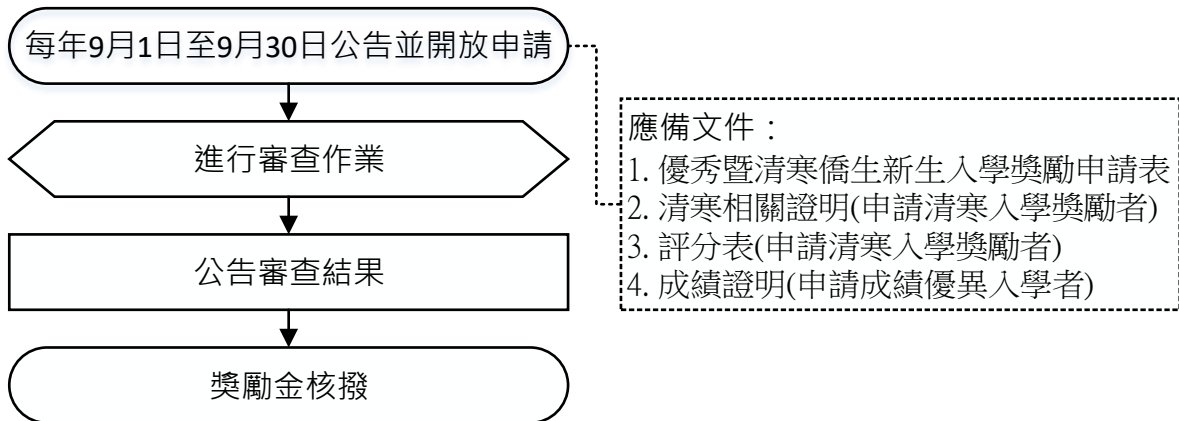 每年9月1日至9月30日公告並開放申請
進行審查作業
公告審查結果
獎勵金核撥
應備文件：
1. 優秀暨清寒僑生新生入學獎勵申請表
2. 清寒相關證明(申請清寒入學獎勵者)
3. 評分表(申請清寒入學獎勵者)
4. 成績證明(申請成績優異入學者)